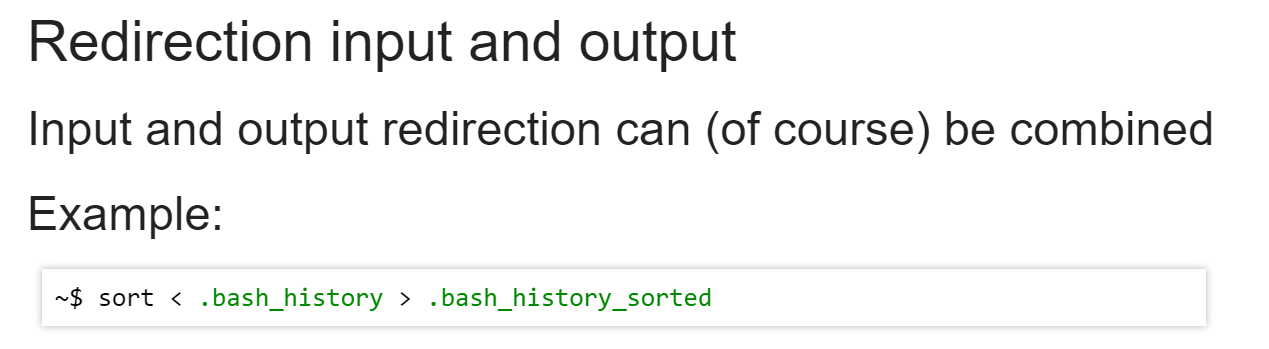 Redirection input and output
Input and output redirection can (of course) be combined
Example:
~$ sort < .bash_history > .bash_history_sorted